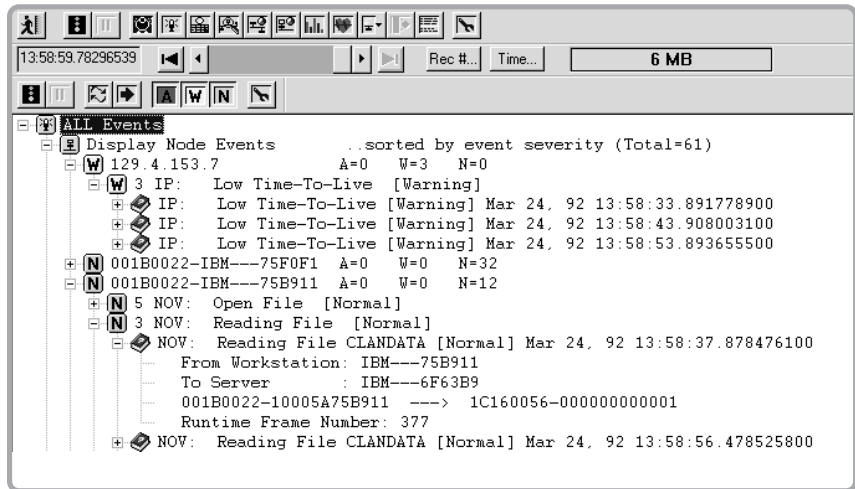 13:58:59.78296539 Rec #... Time... 6 MB
A W N
ALL Events
Display Node Events ..sorted by event severity (Total=61)
W 129.4.153.7 A=0 W=3 N=0
W 3 IP: Low Time-To-Live [Warning]
IP: Low Time-To-Live [Warning] Mar 24, 92 13:58:33.891778900
IP: Low Time-To-Live [Warning] Mar 24, 92 13:58:43.908003100
IP: Low Time-To-Live [Warning] Mar 24, 92 13:58:53.893655500
N 001B0022-IBM---75F0F1 A=0 W=0 N=32
N 001B0022-IBM---75B911 A=0 W=0 N=12
N 5 NOV: Open File [Normal]
N 3 NOV: Reading File [Normal]
NOV: Reading File CLANDATA [Normal] Mar 24, 92 13:58:37.878476100
From Workstation: IBM---75B911
To Server : IBM---6F63B9
001B0022-10005A75B911 ---> 1C160056-000000000001
Runtime Frame Number: 377
NOV: Reading File CLANDATA [Normal] Mar 24, 92 13:58:56.478525800